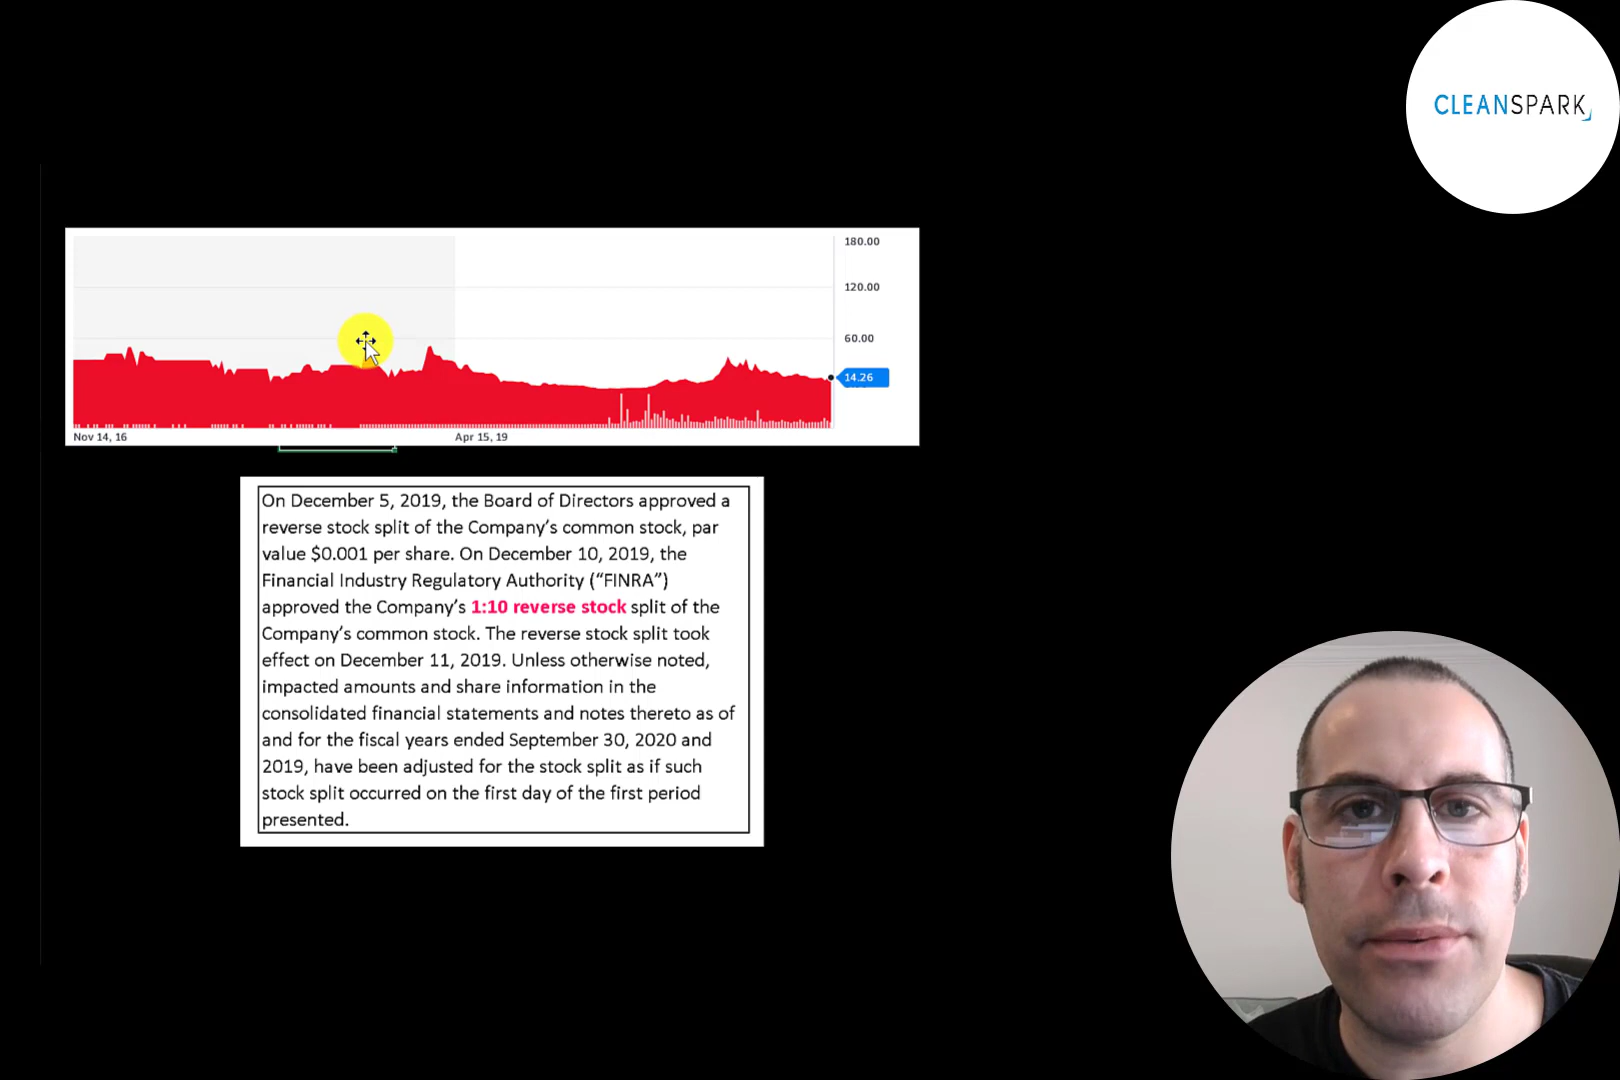 CLEANSPARK
180.00
120.00
60.00
14.26
Nov 14, 16
Apr 15, 19
On December 5, 2019, the Board of Directors approved a
reverse stock split of the Company’s common stock, par
value $0.001 per share. On December 10, 2019, the
Financial Industry Regulatory Authority (“FINRA”)
approved the Company’s 1:10 reverse stock split of the
Company’s common stock. The reverse stock split took
effect on December 11, 2019. Unless otherwise noted,
impacted amounts and share information in the
consolidated financial statements and notes thereto as of
and for the fiscal years ended September 30, 2020 and
2019, have been adjusted for the stock split as if such
stock split occurred on the first day of the first period
presented.